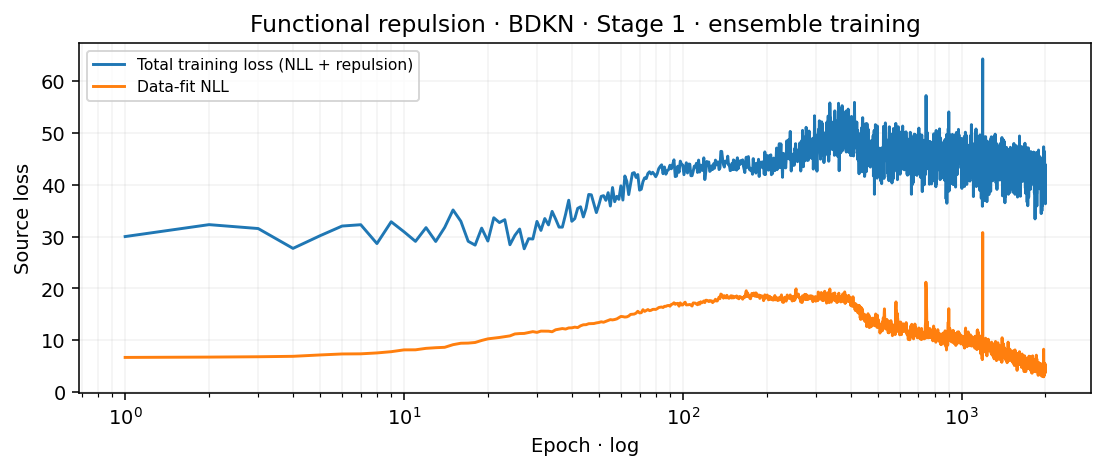 Functional repulsion · BDKN · Stage 1 · ensemble training
Total training loss (NLL + repulsion)
Data-fit NLL
Source loss
60
50
40
30
20
10
0
10⁰
10¹
10²
10³
Epoch · log